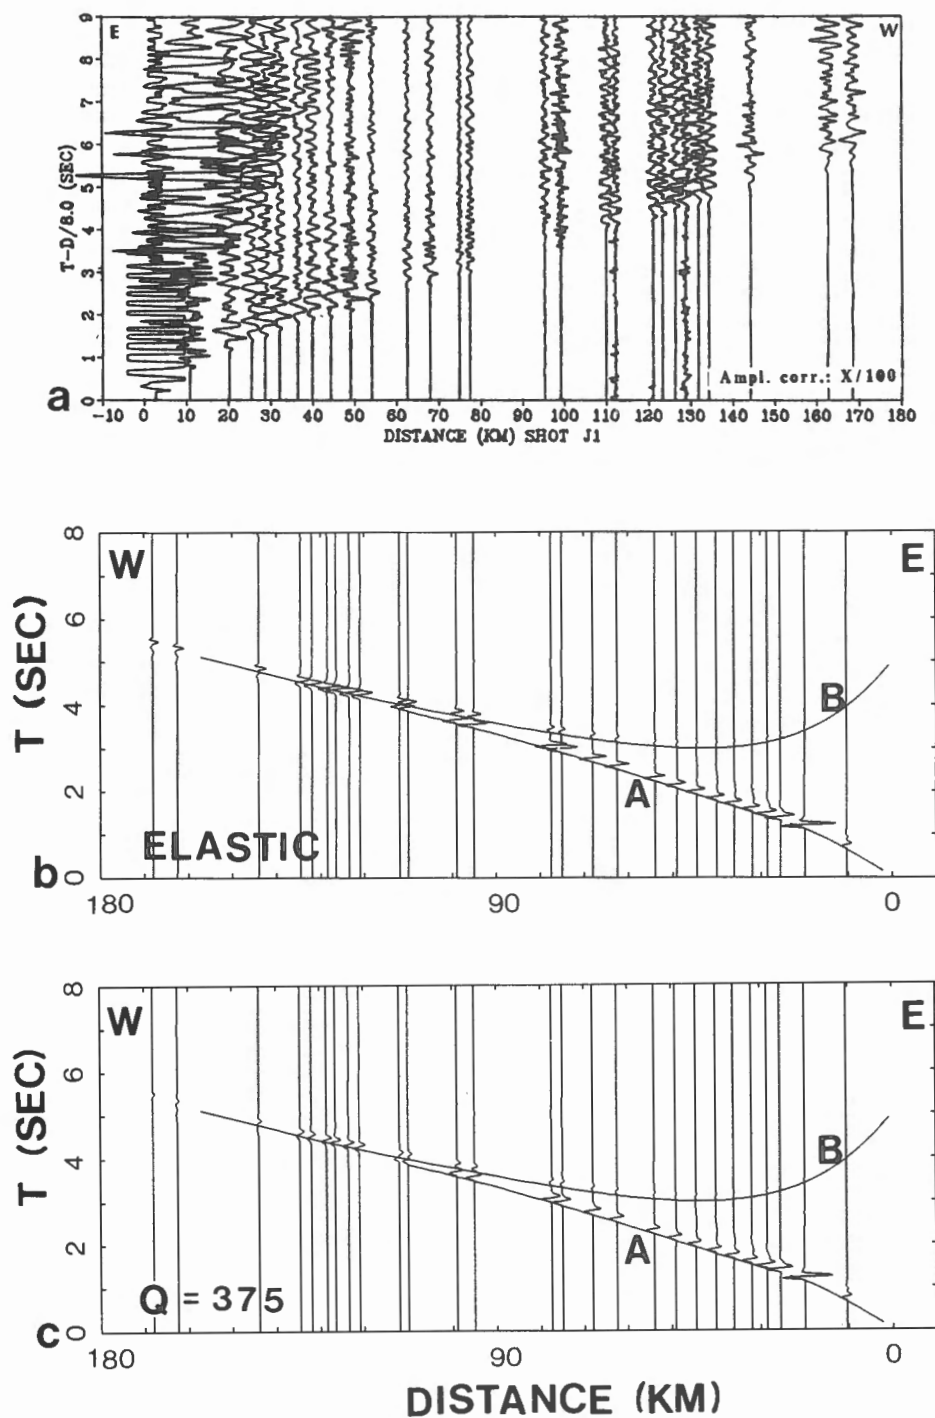 E W
9
8
7
6
5
4
3
2
1
0
T-D/8.0 (SEC)
Ampl. corr.: X/100
a
-10 0 10 20 30 40 50 60 70 80 90 100 110 120 130 140 150 160 170 180
DISTANCE (KM) SHOT J1
8
6
4
2
0
T (SEC)
W E
B
A
ELASTIC
b
180 90 0
8
6
4
2
0
T (SEC)
W E
B
A
Q = 375
c
180 90 0
DISTANCE (KM)